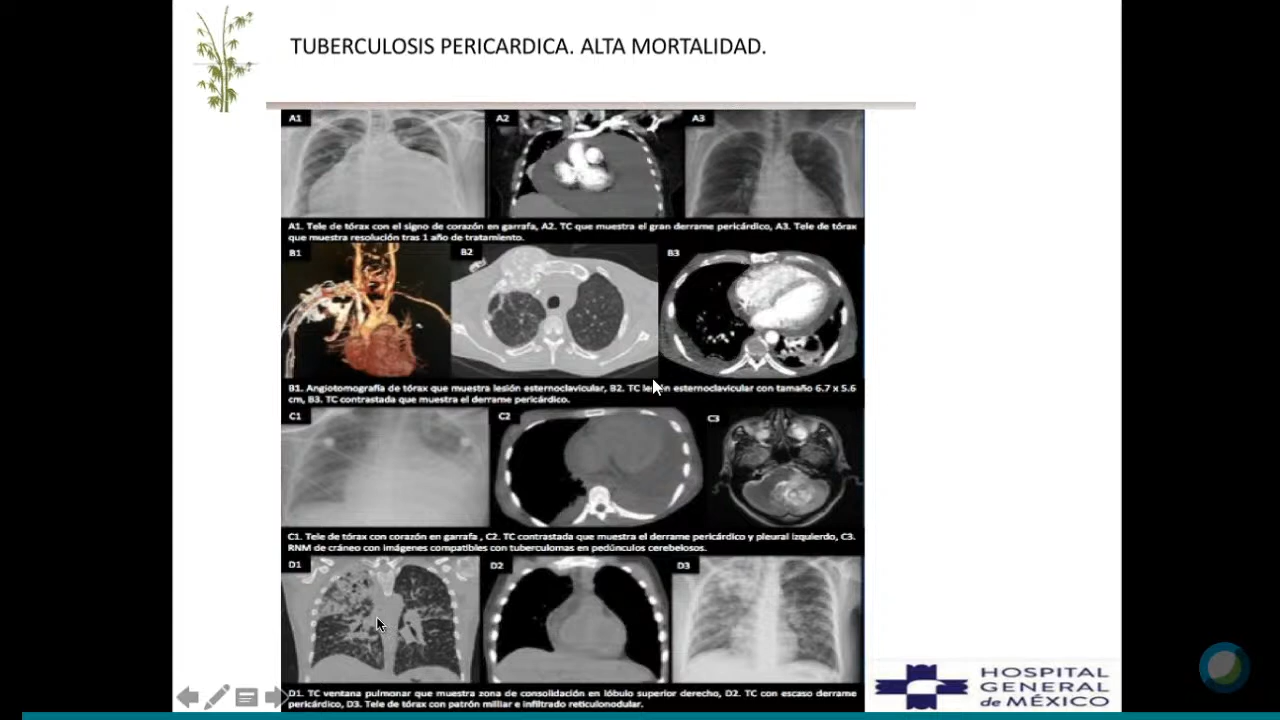 TUBERCULOSIS PERICARDICA. ALTA MORTALIDAD.
A1
A2
A3
A1. Tele de tórax con el signo de corazón en garrafa, A2. TC que muestra el gran derrame pericárdico, A3. Tele de tórax
que muestra resolución tras 1 año de tratamiento.
B1
B2
B3
B1. Angiotomografía de tórax que muestra lesión esternoclavicular, B2. TC lesión esternoclavicular con tamaño 6.7 x 5.6
cm, B3. TC contrastada que muestra el derrame pericárdico.
C1
C2
C3
C1. Tele de tórax con corazón en garrafa , C2. TC contrastada que muestra el derrame pericárdico y pleural izquierdo, C3.
RNM de cráneo con imágenes compatibles con tuberculomas en pedúnculos cerebelosos.
D1
D2
D3
D1. TC ventana pulmonar que muestra zona de consolidación en lóbulo superior derecho, D2. TC con escaso derrame
pericárdico, D3. Tele de tórax con patrón milliar e infiltrado reticulonodular.
HOSPITAL
GENERAL
de MÉXICO